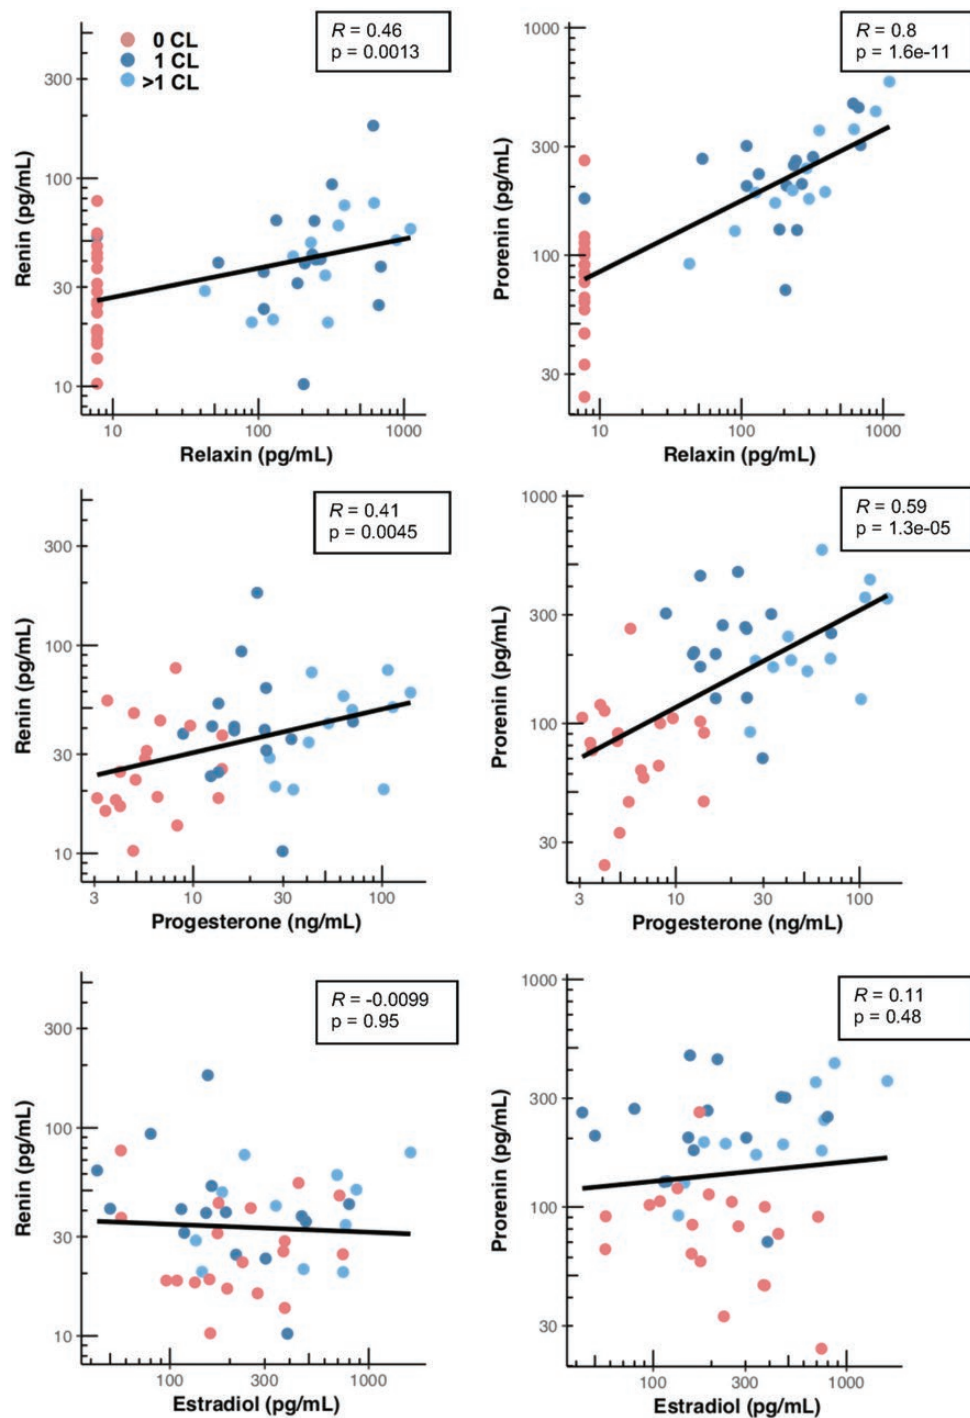 0 CL
1 CL
>1 CL
R = 0.46
p = 0.0013
Renin (pg/mL)
300
100
30
10
10
100
1000
Relaxin (pg/mL)
R = 0.8
p = 1.6e-11
Prorenin (pg/mL)
1000
300
100
30
10
100
1000
Relaxin (pg/mL)
R = 0.41
p = 0.0045
Renin (pg/mL)
300
100
30
10
3
10
30
100
Progesterone (ng/mL)
R = 0.59
p = 1.3e-05
Prorenin (pg/mL)
1000
300
100
30
3
10
30
100
Progesterone (ng/mL)
R = -0.0099
p = 0.95
Renin (pg/mL)
300
100
30
10
100
300
1000
Estradiol (pg/mL)
R = 0.11
p = 0.48
Prorenin (pg/mL)
1000
300
100
30
100
300
1000
Estradiol (pg/mL)